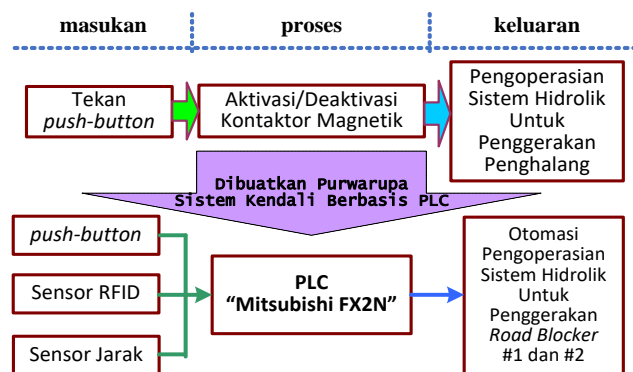 masukan proses keluaran
Tekan
push-button
Aktivasi/Deaktivasi
Kontaktor Magnetik
Pengoperasian
Sistem Hidrolik
Untuk
Penggerakan
Penghalang
Dibuatkan Purwarupa
Sistem Kendali Berbasis PLC
push-button
Sensor RFID
Sensor Jarak
PLC
“Mitsubishi FX2N”
Otomasi
Pengoperasian
Sistem Hidrolik
Untuk
Penggerakan
Road Blocker
#1 dan #2